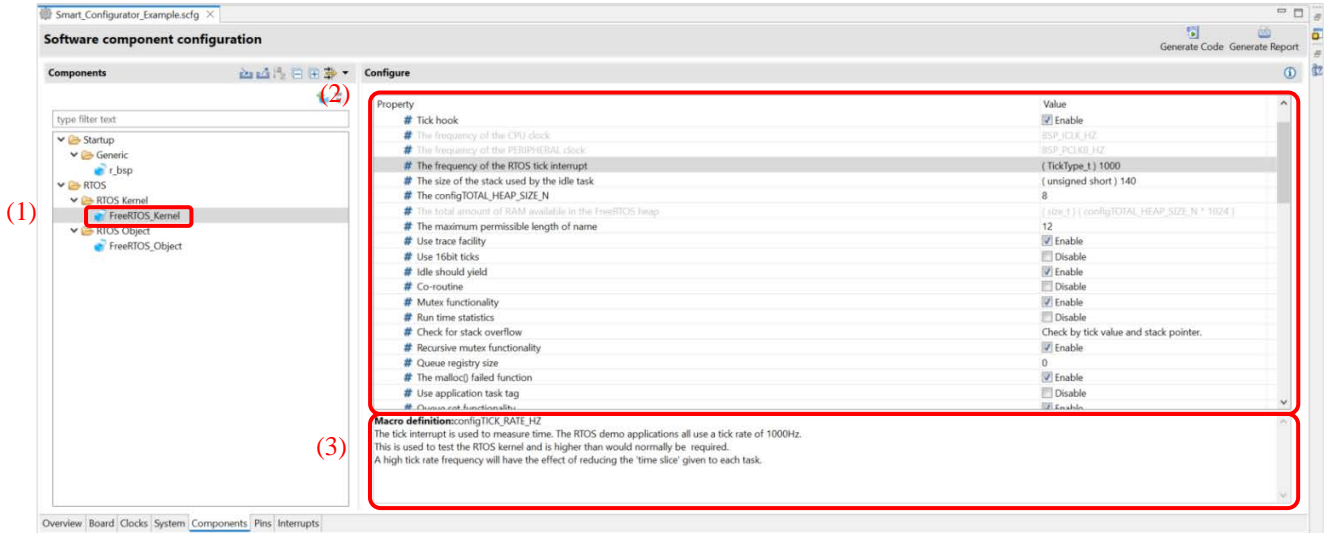 Smart_Configurator_Example.scfg
Software component configuration
Generate Code Generate Report
Components
Configure
(2)
type filter text
Startup
Generic
r_bsp
RTOS
RTOS Kernel
(1)
FreeRTOS_Kernel
RTOS Object
FreeRTOS_Object
Property Value
# Tick hook Enable
# The frequency of the CPU clock BSP_ICLK_HZ
# The frequency of the PERIPHERAL clock BSP_PCLKB_HZ
# The frequency of the RTOS tick interrupt ( TickType_t ) 1000
# The size of the stack used by the idle task ( unsigned short ) 140
# The configTOTAL_HEAP_SIZE_N 8
# The total amount of RAM available in the FreeRTOS heap ( size_t ) ( configTOTAL_HEAP_SIZE_N * 1024 )
# The maximum permissible length of name 12
# Use trace facility Enable
# Use 16bit ticks Disable
# Idle should yield Enable
# Co-routine Disable
# Mutex functionality Enable
# Run time statistics Disable
# Check for stack overflow Check by tick value and stack pointer.
# Recursive mutex functionality Enable
# Queue registry size 0
# The malloc() failed function Enable
# Use application task tag Disable
# Queue set functionality Enable
(3)
Macro definition:configTICK_RATE_HZ
The tick interrupt is used to measure time. The RTOS demo applications all use a tick rate of 1000Hz.
This is used to test the RTOS kernel and is higher than would normally be required.
A high tick rate frequency will have the effect of reducing the 'time slice' given to each task.
Overview Board Clocks System Components Pins Interrupts